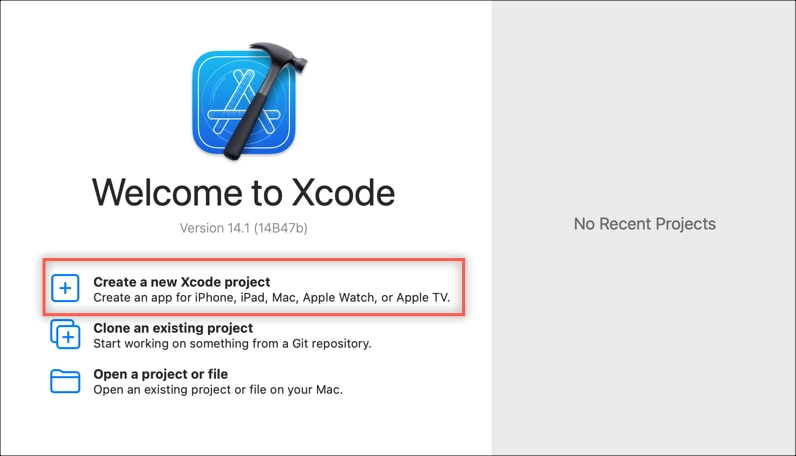 Welcome to Xcode
Version 14.1 (14B47b)
Create a new Xcode project
Create an app for iPhone, iPad, Mac, Apple Watch, or Apple TV.
Clone an existing project
Start working on something from a Git repository.
Open a project or file
Open an existing project or file on your Mac.
No Recent Projects